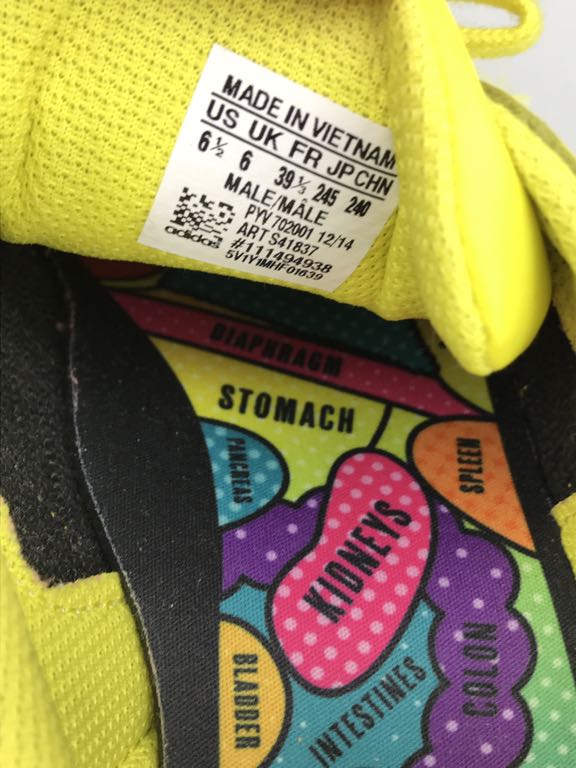 MADE IN VIETNAM
US UK FR JP CHN
6½ 6 39⅓ 245 240
MALE/MÂLE
PYV 702001 12/14
ART S41837
#111494938
5V1Y1MHF01639
adidas
DIAPHRAGM
STOMACH
PANCREAS
SPLEEN
KIDNEYS
COLON
INTESTINES
BLADDER